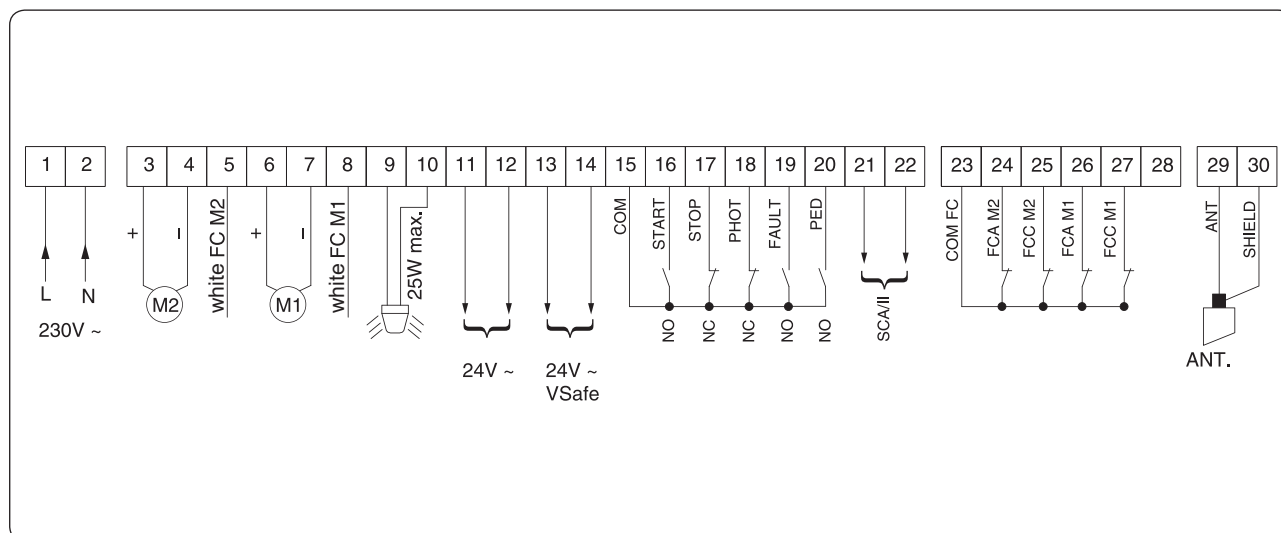 1 2 3 4 5 6 7 8 9 10 11 12 13 14 15 16 17 18 19 20 21 22 23 24 25 26 27 28 29 30
+ − white FC M2 + − white FC M1 25W max. COM START STOP PHOT FAULT PED COM FC FCA M2 FCC M2 FCA M1 FCC M1 ANT SHIELD
L N M2 M1 SCA/II
230V ~ NO NC NC NO NO
24V ~ 24V ~ ANT.
VSafe